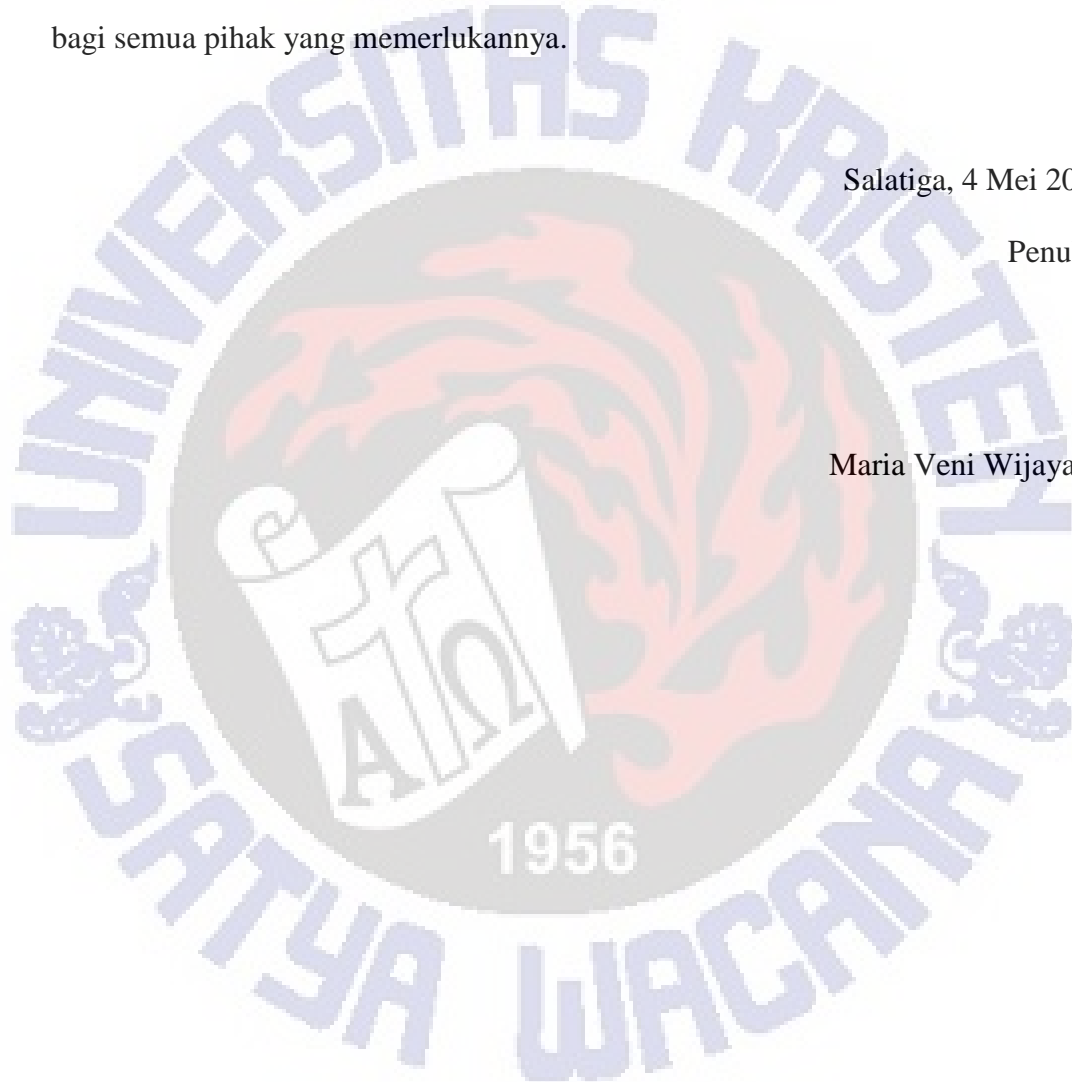 bagi semua pihak yang memerlukannya.
Salatiga, 4 Mei 20
Penu
Maria Veni Wijaya
UNIVERSITAS KRISTEN
SATYA WACANA
Α Ω
1956